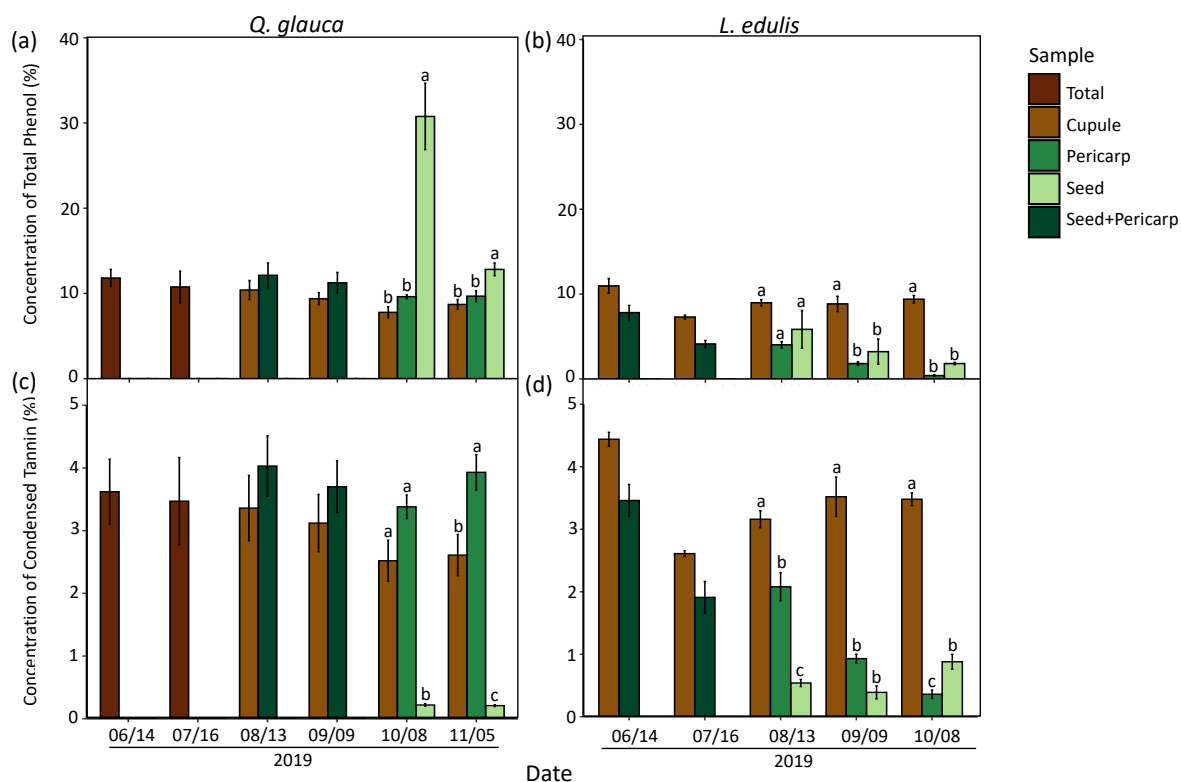 Q. glauca
L. edulis
(a)
(b)
Sample
Total
Cupule
Pericarp
Seed
Seed+Pericarp
Concentration of Total Phenol (%)
40
30
20
10
0
b
b
a
b
b
a
40
30
20
10
0
a
a
a
a
b
b
a
b
b
(c)
(d)
Concentration of Condensed Tannin (%)
5
4
3
2
1
0
a
a
b
b
a
c
5
4
3
2
1
0
a
b
c
a
b
b
a
c
b
06/14 07/16 08/13 09/09 10/08 11/05
2019
06/14 07/16 08/13 09/09 10/08
2019
Date